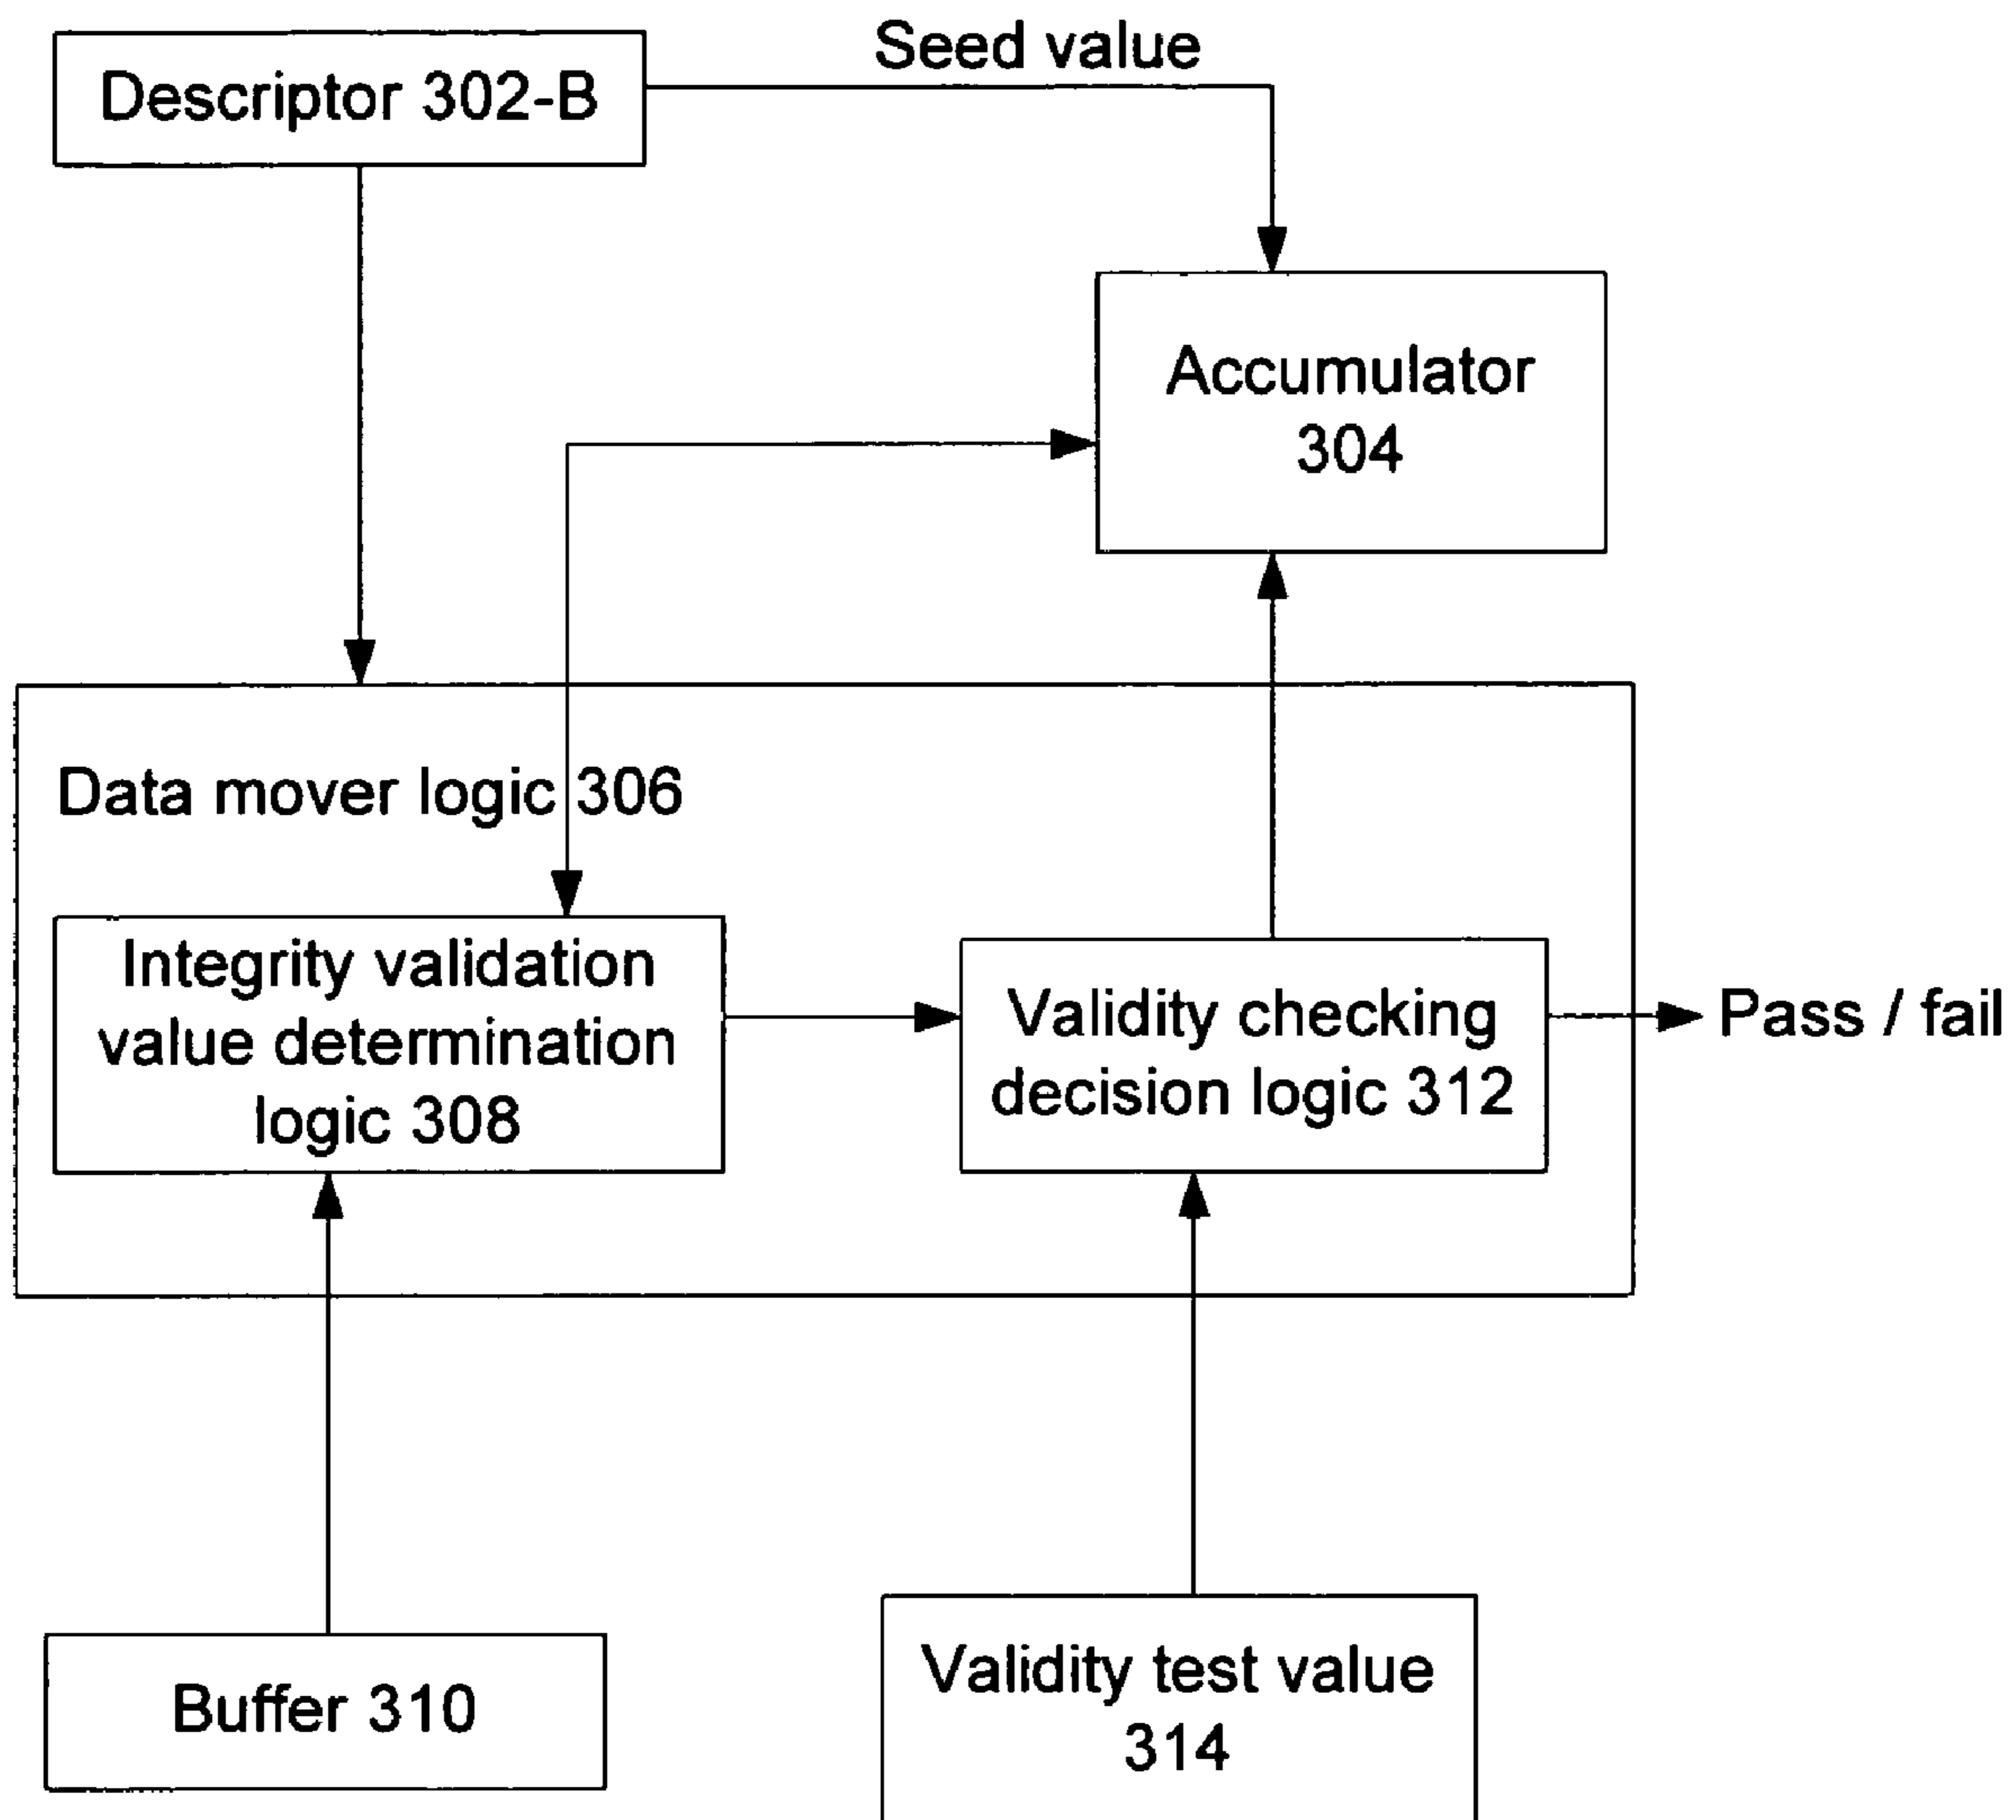 Seed value
Descriptor 302-B
Accumulator
304
Data mover logic 306
Integrity validation
value determination
logic 308
Validity checking
decision logic 312
Pass / fail
Buffer 310
Validity test value
314